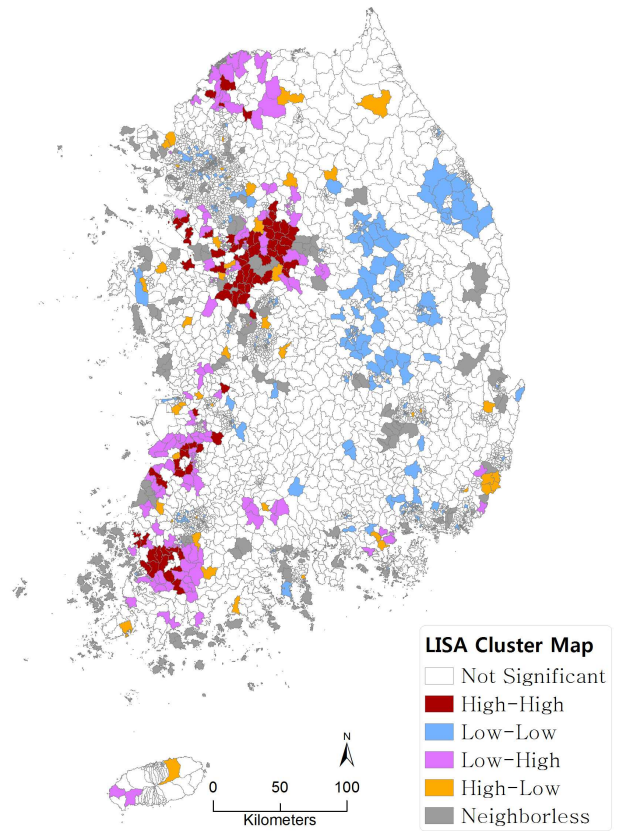 LISA Cluster Map
Not Significant
High-High
Low-Low
Low-High
High-Low
Neighborless
N
0 50 100
Kilometers